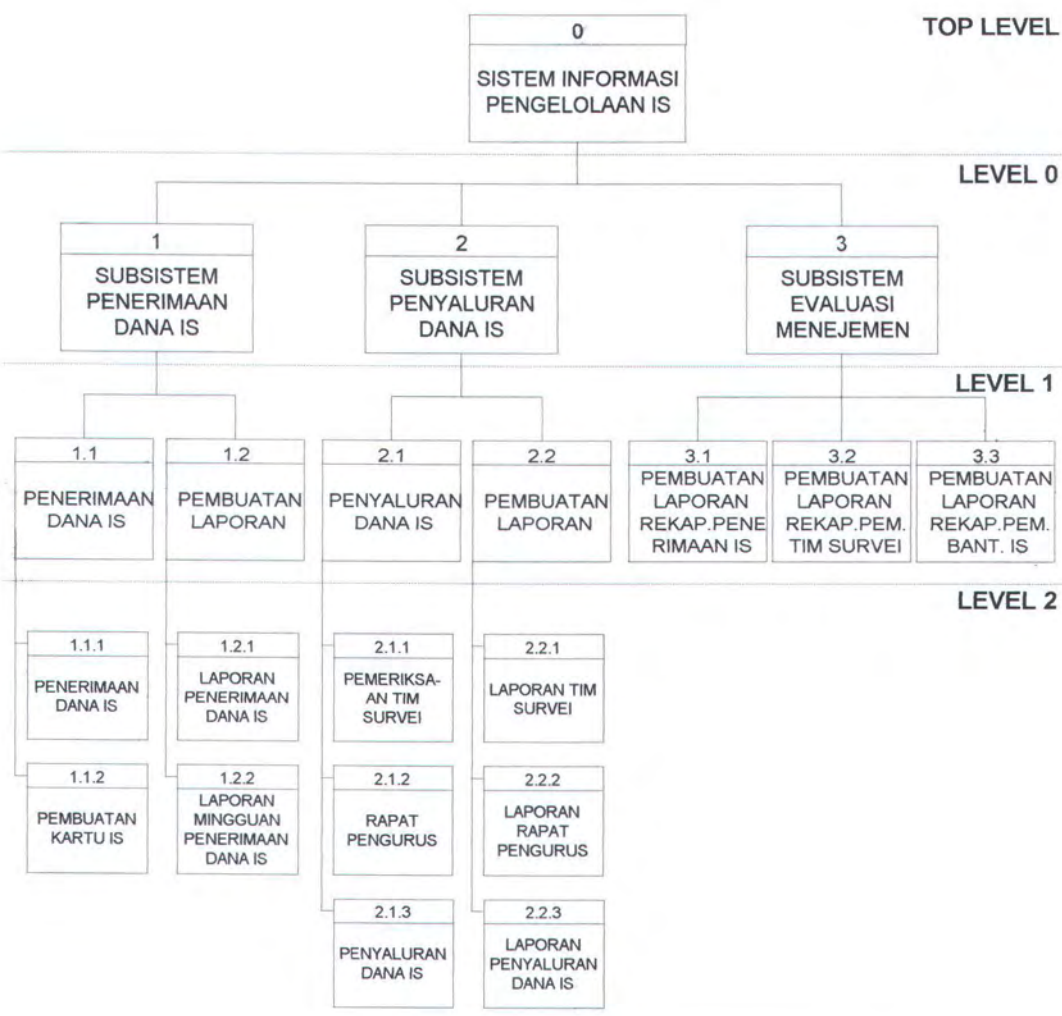 TOP LEVEL
0
SISTEM INFORMASI
PENGELOLAAN IS
LEVEL 0
1
SUBSISTEM
PENERIMAAN
DANA IS
2
SUBSISTEM
PENYALURAN
DANA IS
3
SUBSISTEM
EVALUASI
MENEJEMEN
LEVEL 1
1.1
PENERIMAAN
DANA IS
1.2
PEMBUATAN
LAPORAN
2.1
PENYALURAN
DANA IS
2.2
PEMBUATAN
LAPORAN
3.1
PEMBUATAN
LAPORAN
REKAP.PENE
RIMAAN IS
3.2
PEMBUATAN
LAPORAN
REKAP.PEM.
TIM SURVEI
3.3
PEMBUATAN
LAPORAN
REKAP.PEM.
BANT. IS
LEVEL 2
1.1.1
PENERIMAAN
DANA IS
1.2.1
LAPORAN
PENERIMAAN
DANA IS
2.1.1
PEMERIKSA-
AN TIM
SURVEI
2.2.1
LAPORAN TIM
SURVEI
1.1.2
PEMBUATAN
KARTU IS
1.2.2
LAPORAN
MINGGUAN
PENERIMAAN
DANA IS
2.1.2
RAPAT
PENGURUS
2.2.2
LAPORAN
RAPAT
PENGURUS
2.1.3
PENYALURAN
DANA IS
2.2.3
LAPORAN
PENYALURAN
DANA IS